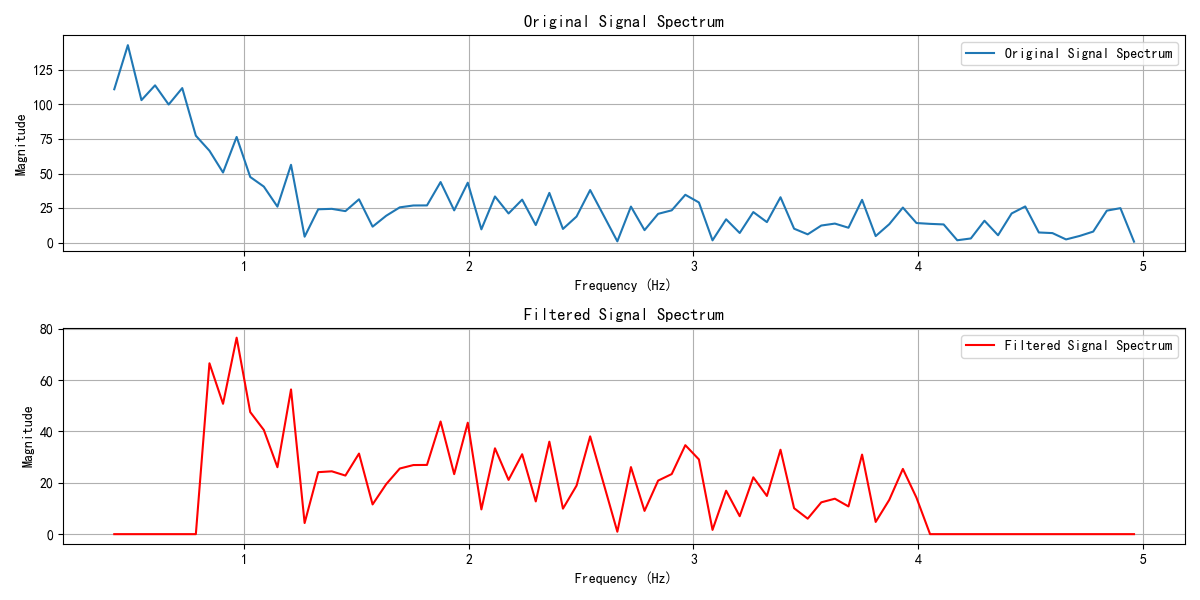 Original Signal Spectrum
Original Signal Spectrum
125
100
75
50
25
0
Magnitude
1
2
3
4
5
Frequency (Hz)
Filtered Signal Spectrum
Filtered Signal Spectrum
80
60
40
20
0
Magnitude
1
2
3
4
5
Frequency (Hz)